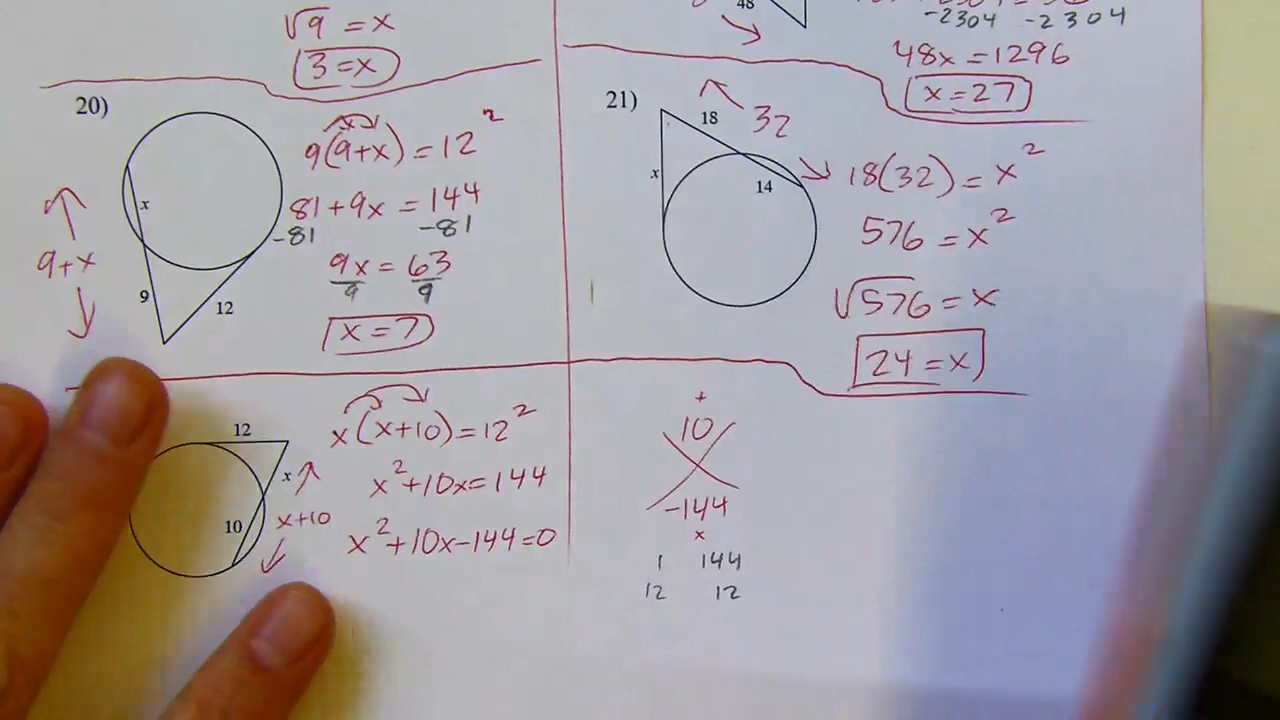 √9 = x
3 = x
48
-2304 -2304
48x = 1296
x = 27
20)
x
9
12
9+x
9(9+x) = 12²
81 + 9x = 144
-81 -81
9x = 63
9 9
x = 7
21)
18
32
x
14
18(32) = x²
576 = x²
√576 = x
24 = x
12
x
10
x+10
x(x+10) = 12²
x² + 10x = 144
x² + 10x - 144 = 0
+
10
-144
x
1 144
12 12